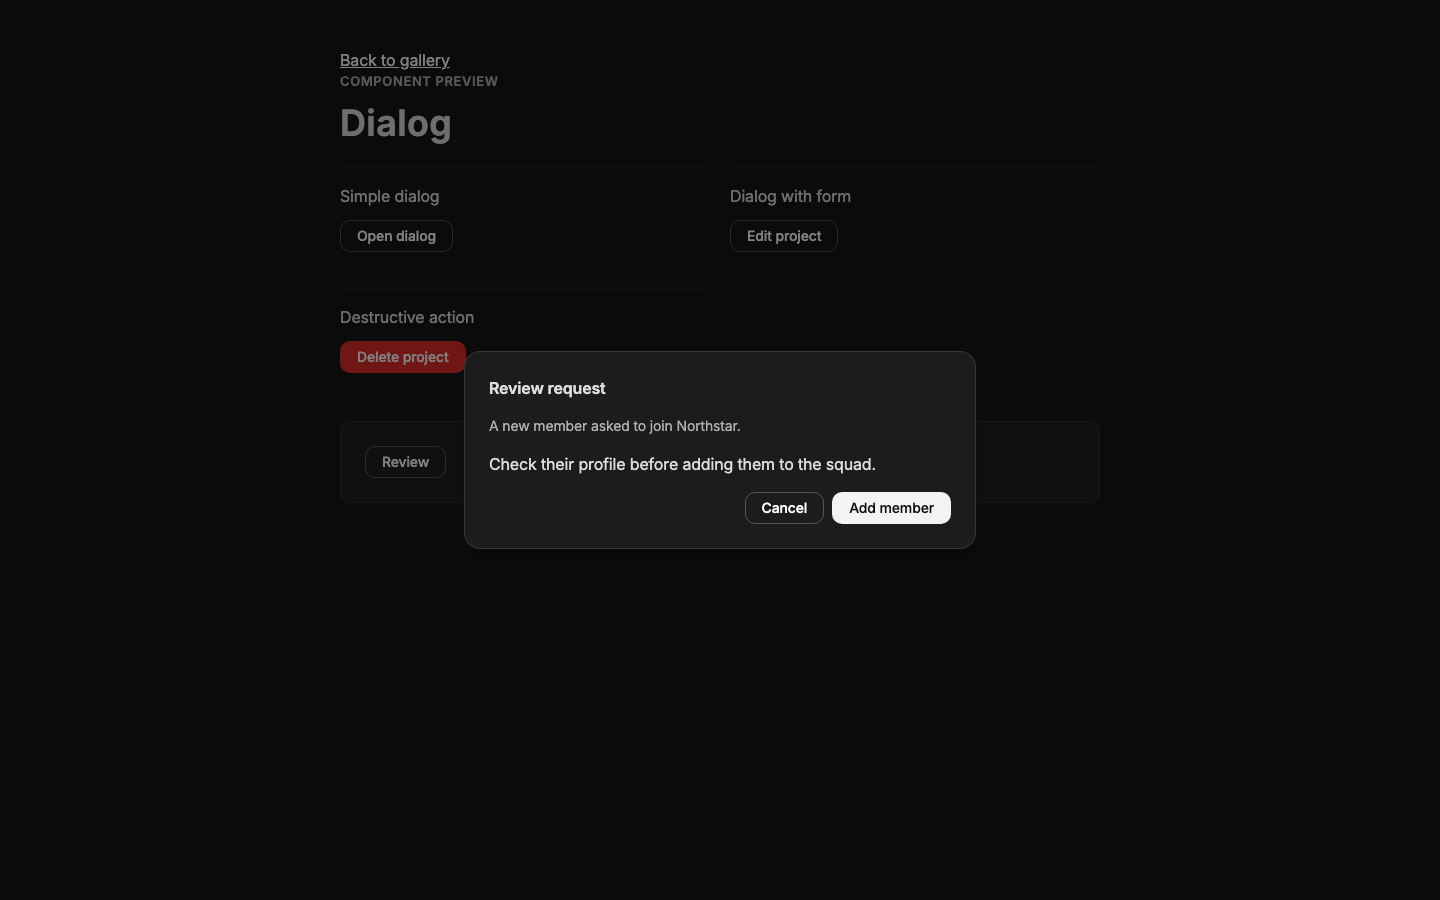 Back to gallery
COMPONENT PREVIEW
Dialog
Simple dialog
Open dialog
Dialog with form
Edit project
Destructive action
Delete project
Review
Review request
A new member asked to join Northstar.
Check their profile before adding them to the squad.
Cancel
Add member